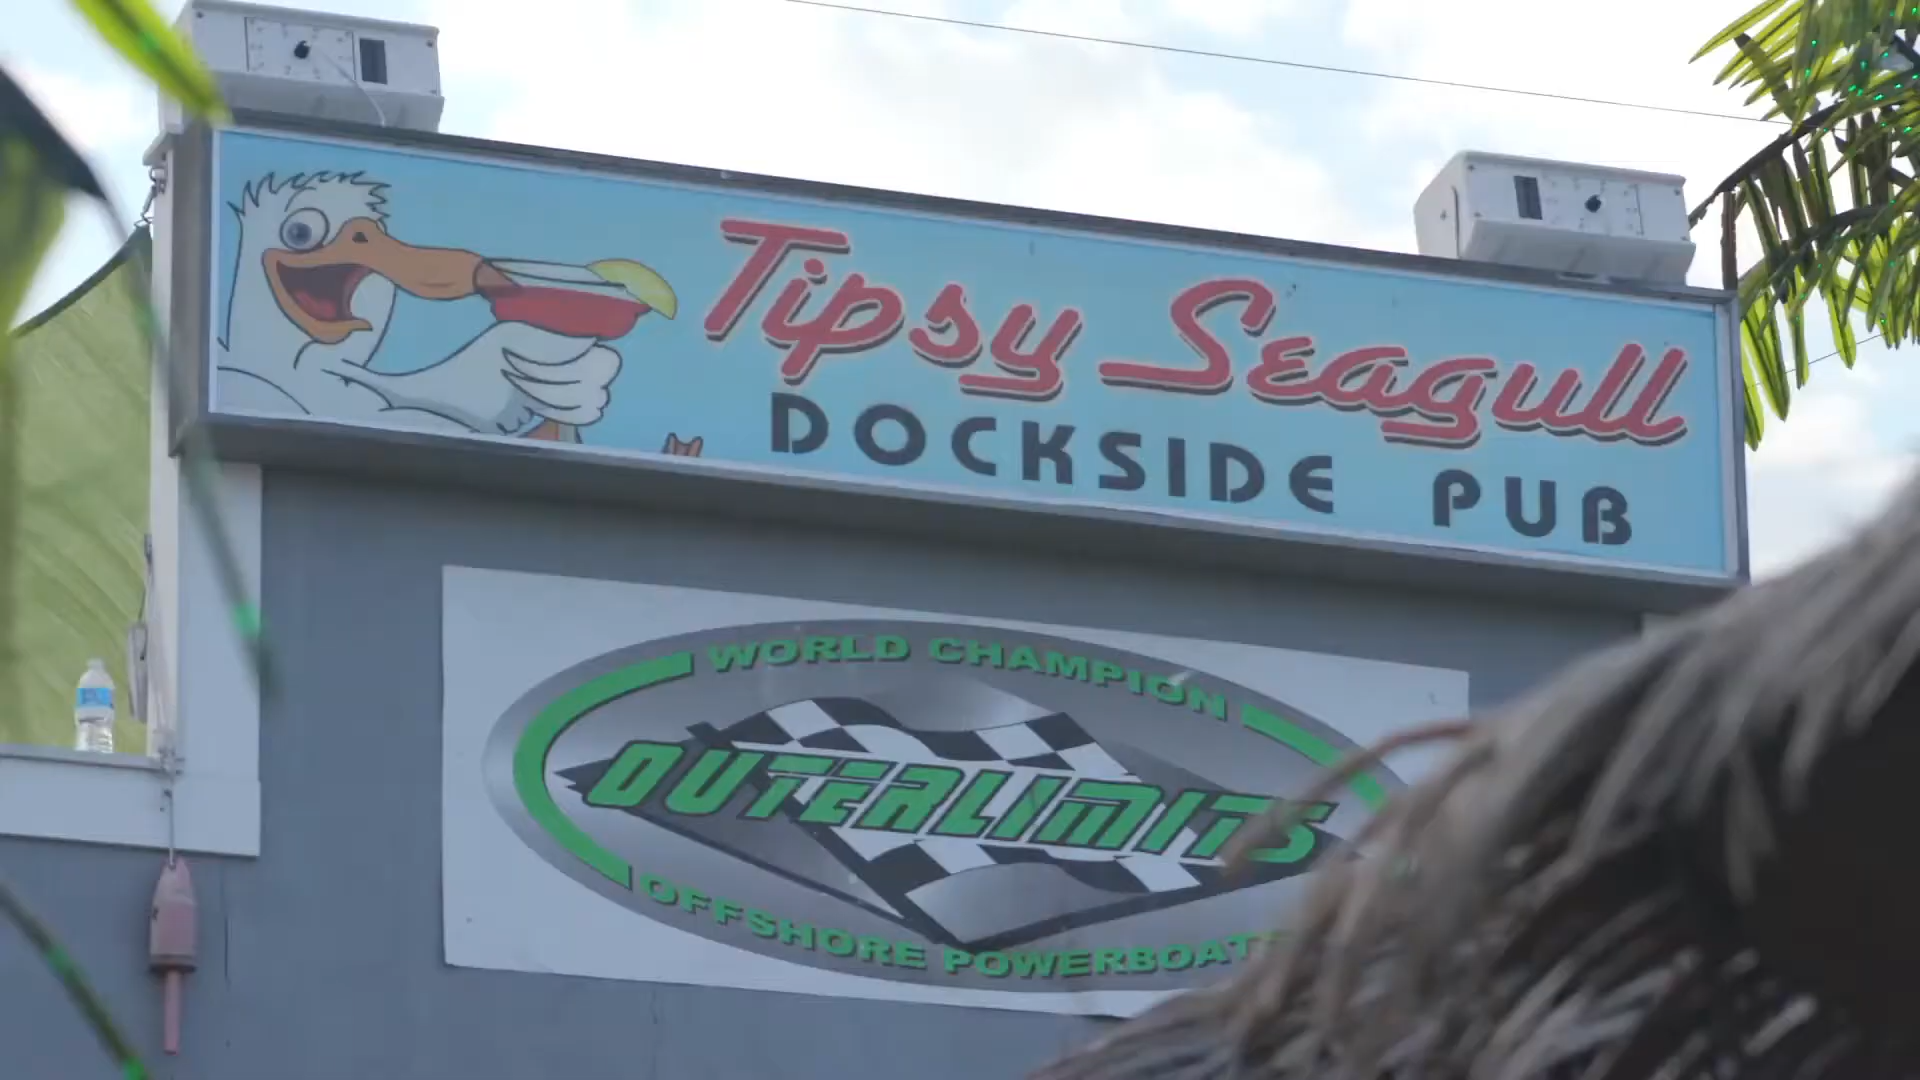 Tipsy Seagull
DOCKSIDE PUB
WORLD CHAMPION
OUTERLIMITS
OFFSHORE POWERBOATS